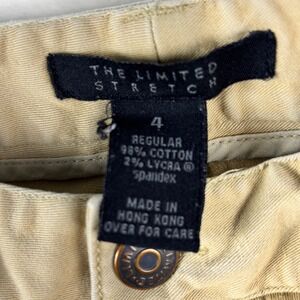 THE LIMITED
STRETCH
4
REGULAR
98% COTTON
2% LYCRA ®
Spandex
MADE IN
HONG KONG
OVER FOR CARE